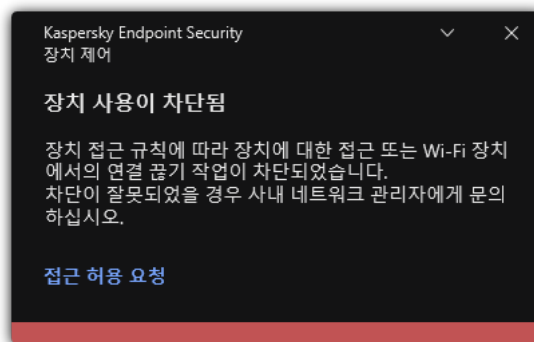 Kaspersky Endpoint Security
장치 제어
장치 사용이 차단됨
장치 접근 규칙에 따라 장치에 대한 접근 또는 Wi-Fi 장치
에서의 연결 끊기 작업이 차단되었습니다.
차단이 잘못되었을 경우 사내 네트워크 관리자에게 문의
하십시오.
접근 허용 요청